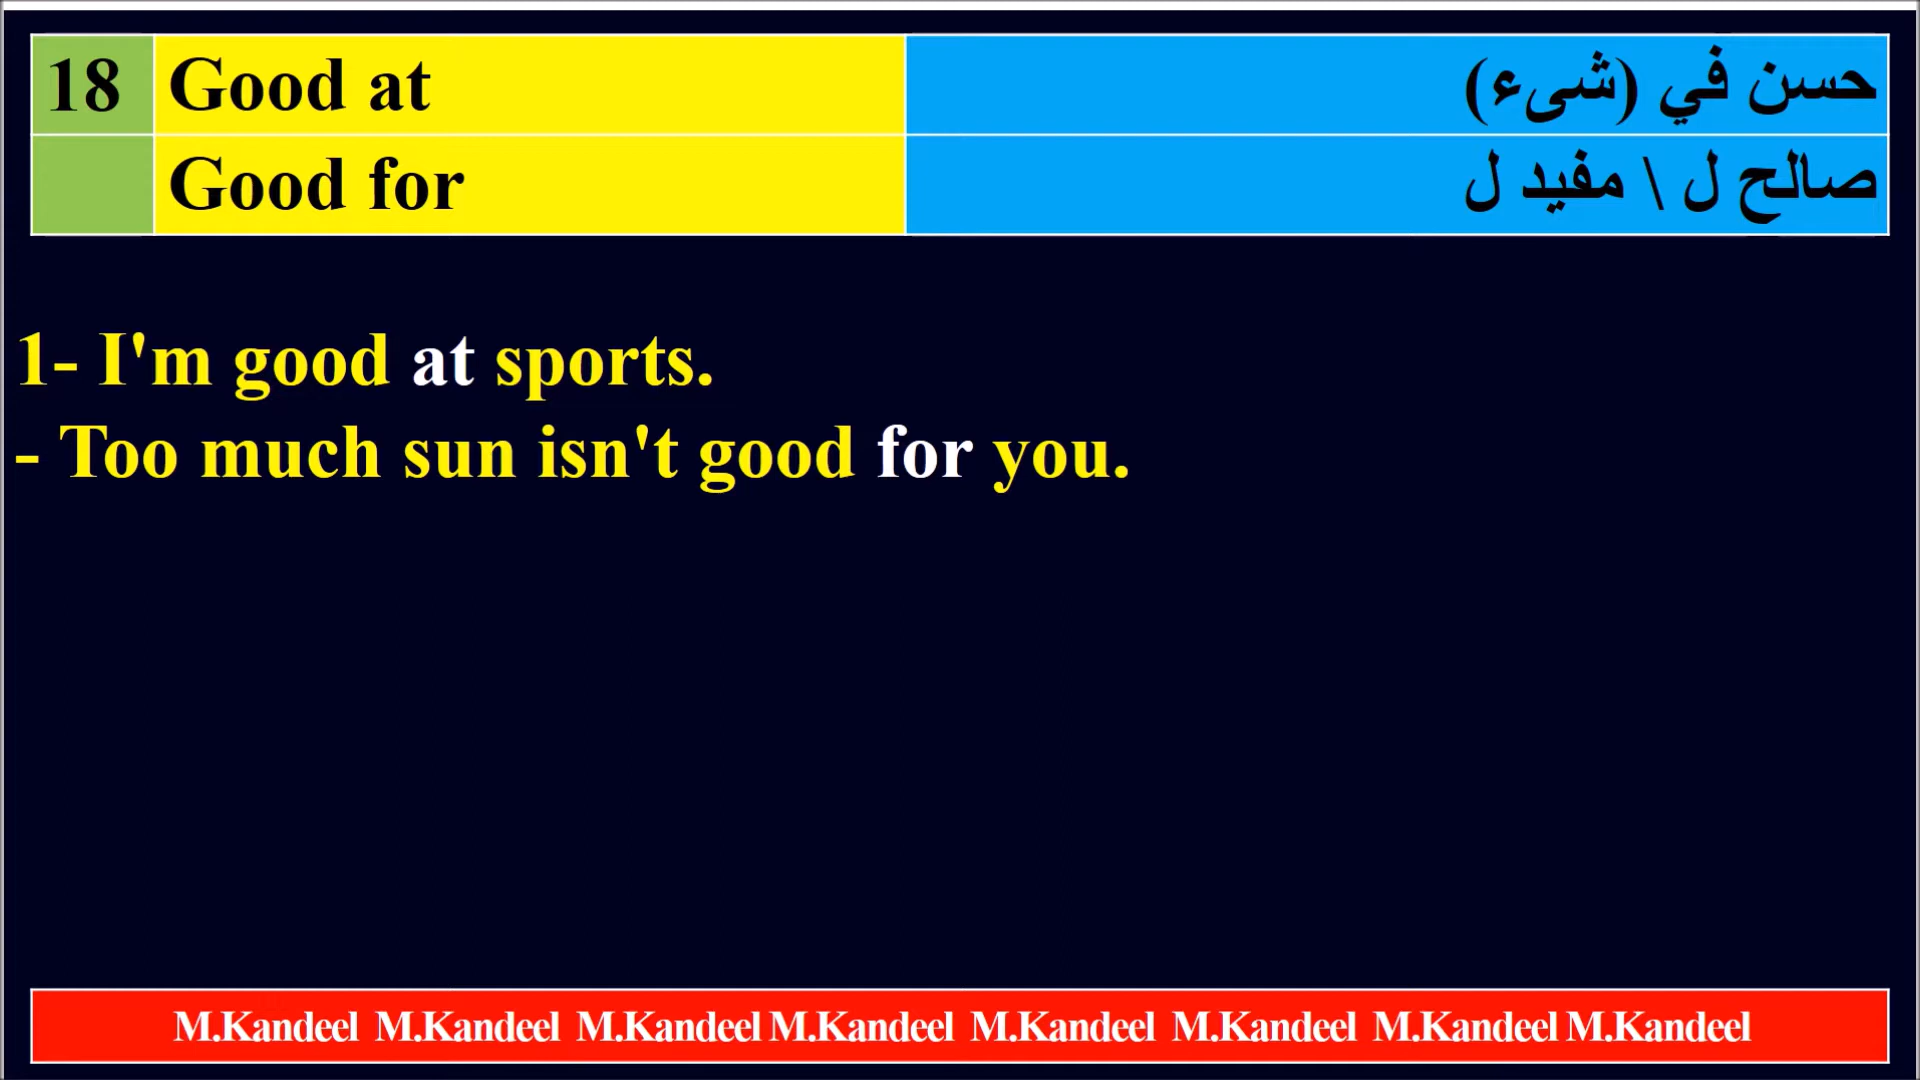 18 Good at حسن في (شىء)
Good for صالح ل \ مفيد ل
1- I'm good at sports.
- Too much sun isn't good for you.
M.Kandeel M.Kandeel M.Kandeel M.Kandeel M.Kandeel M.Kandeel M.Kandeel M.Kandeel